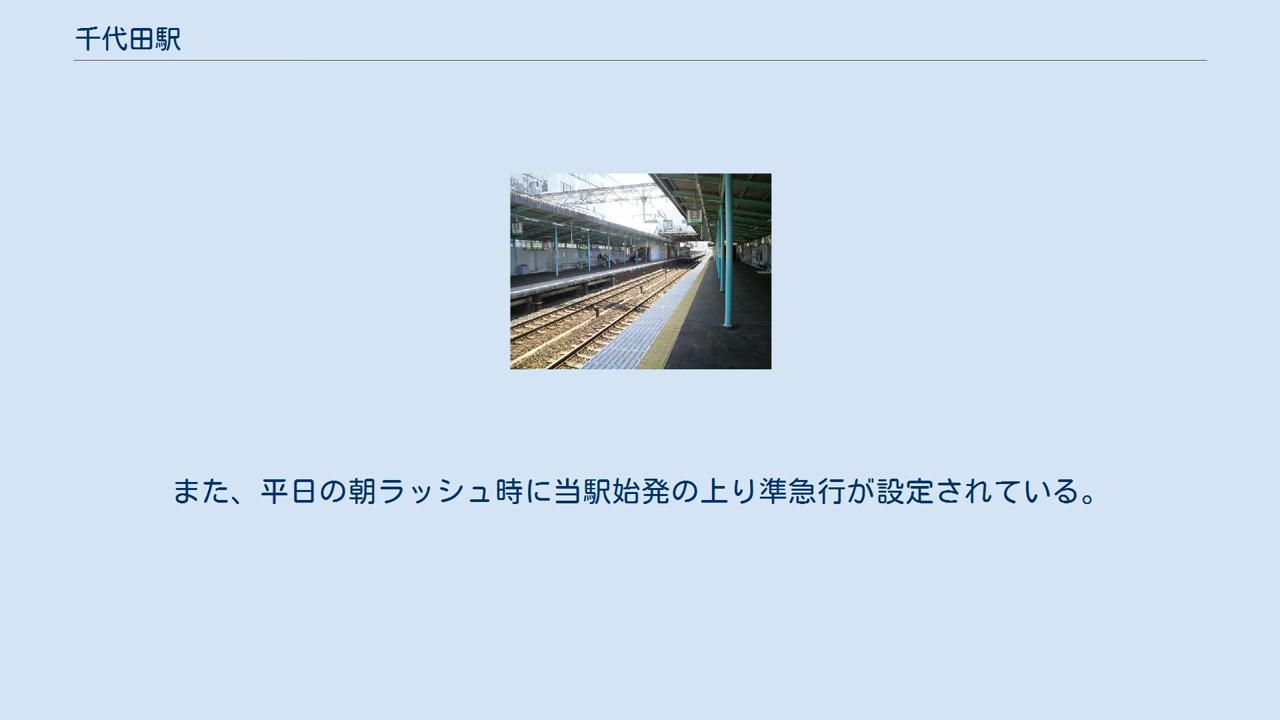 千代田駅
2
また、平日の朝ラッシュ時に当駅始発の上り準急行が設定されている。